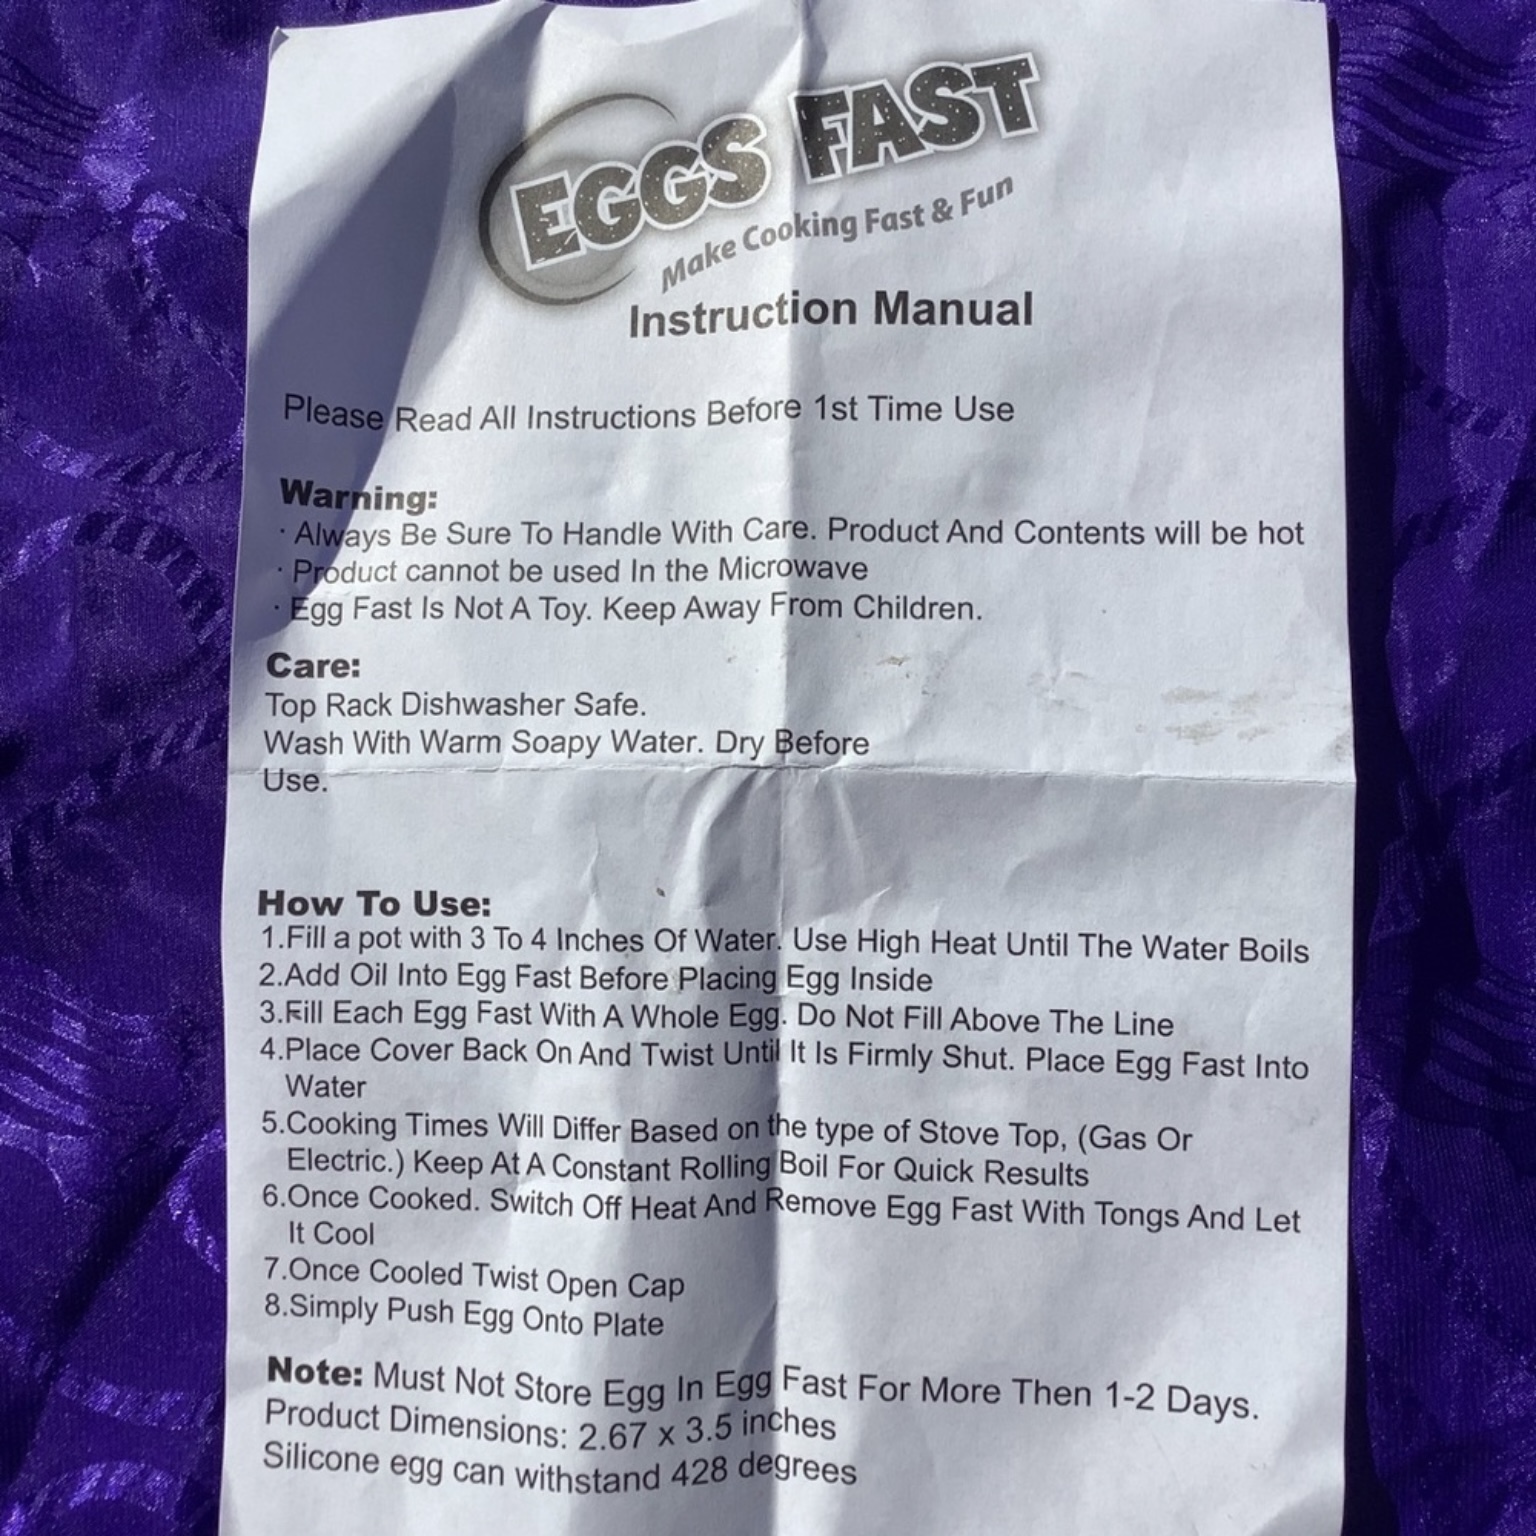 EGGS FAST
Make Cooking Fast & Fun
Instruction Manual
Please Read All Instructions Before 1st Time Use
Warning:
· Always Be Sure To Handle With Care. Product And Contents will be hot
· Product cannot be used In the Microwave
· Egg Fast Is Not A Toy. Keep Away From Children.
Care:
Top Rack Dishwasher Safe.
Wash With Warm Soapy Water. Dry Before
Use.
How To Use:
1.Fill a pot with 3 To 4 Inches Of Water. Use High Heat Until The Water Boils
2.Add Oil Into Egg Fast Before Placing Egg Inside
3.Fill Each Egg Fast With A Whole Egg. Do Not Fill Above The Line
4.Place Cover Back On And Twist Until It Is Firmly Shut. Place Egg Fast Into
Water
5.Cooking Times Will Differ Based on the type of Stove Top, (Gas Or
Electric.) Keep At A Constant Rolling Boil For Quick Results
6.Once Cooked. Switch Off Heat And Remove Egg Fast With Tongs And Let
It Cool
7.Once Cooled Twist Open Cap
8.Simply Push Egg Onto Plate
Note: Must Not Store Egg In Egg Fast For More Then 1-2 Days.
Product Dimensions: 2.67 x 3.5 inches
Silicone egg can withstand 428 degrees